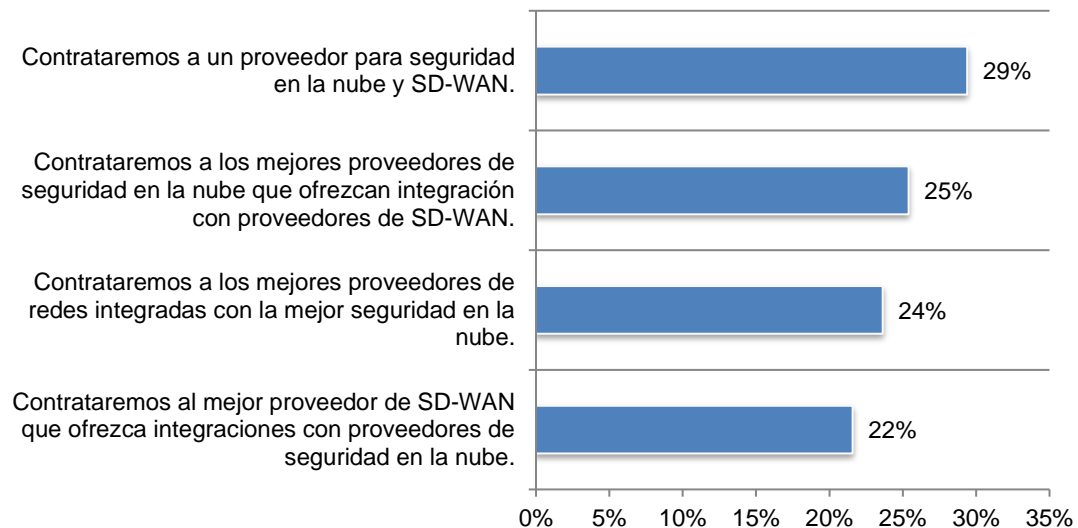 Contrataremos a un proveedor para seguridad
en la nube y SD-WAN.
29%
Contrataremos a los mejores proveedores de
seguridad en la nube que ofrezcan integración
con proveedores de SD-WAN.
25%
Contrataremos a los mejores proveedores de
redes integradas con la mejor seguridad en la
nube.
24%
Contrataremos al mejor proveedor de SD-WAN
que ofrezca integraciones con proveedores de
seguridad en la nube.
22%
0% 5% 10% 15% 20% 25% 30% 35%